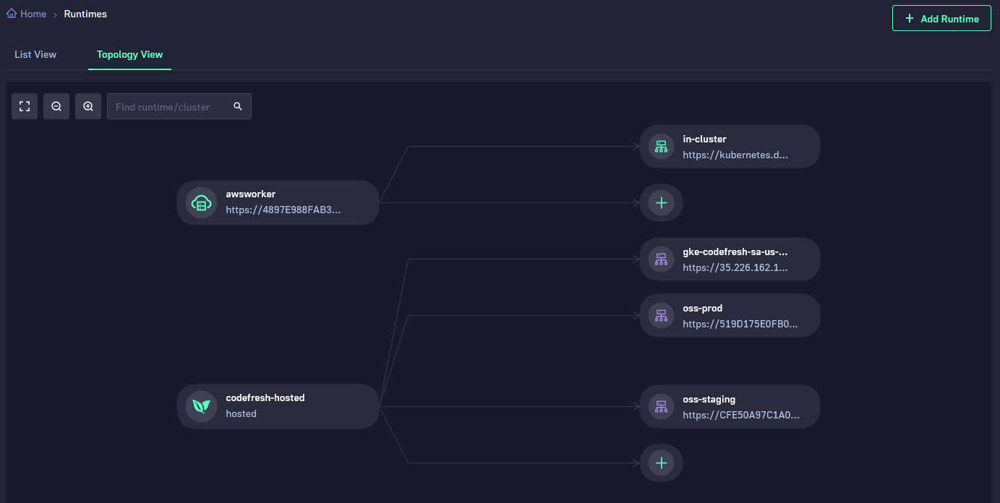 Home > Runtimes
+ Add Runtime
List View
Topology View
Find runtime/cluster
in-cluster
https://kubernetes.d...
awsworker
https://4897E988FAB3...
gke-codefresh-sa-us-...
https://35.226.162.1...
oss-prod
https://519D175E0FB0...
codefresh-hosted
hosted
oss-staging
https://CFE50A97C1A0...